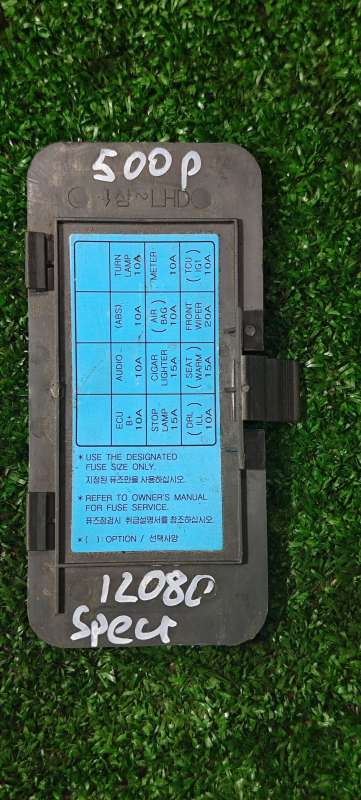 500р
TURN LAMP 10A
METER 10A
( TCU IG1 ) 10A
(ABS) 10A
( AIR BAG ) 10A
FRONT WIPER 20A
AUDIO 10A
CIGAR LIGHTER 15A
( SEAT WARM ) 15A
ECU B+ 10A
STOP LAMP 15A
( DRL ILL ) 10A
* USE THE DESIGNATED
FUSE SIZE ONLY.
지정된 퓨즈만을 사용하십시오.
* REFER TO OWNER'S MANUAL
FOR FUSE SERVICE.
퓨즈점검시 취급설명서를 참조하십시오.
* ( ) : OPTION / 선택사양
12080
Spect